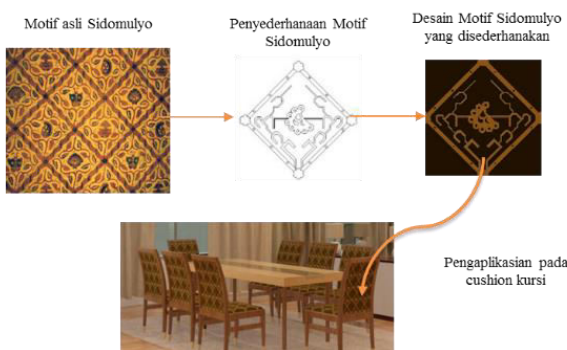 Motif asli Sidomulyo
Penyederhanaan Motif
Sidomulyo
Desain Motif Sidomulyo
yang disederhanakan
Pengaplikasian pada
cushion kursi